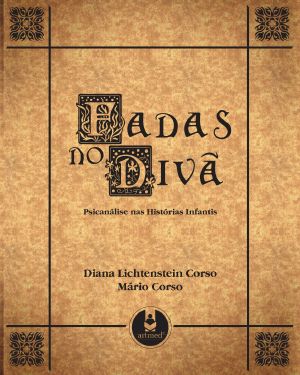 FADAS
NO DIVÃ
Psicanálise nas Histórias Infantis
Diana Lichtenstein Corso
Mário Corso
artmed